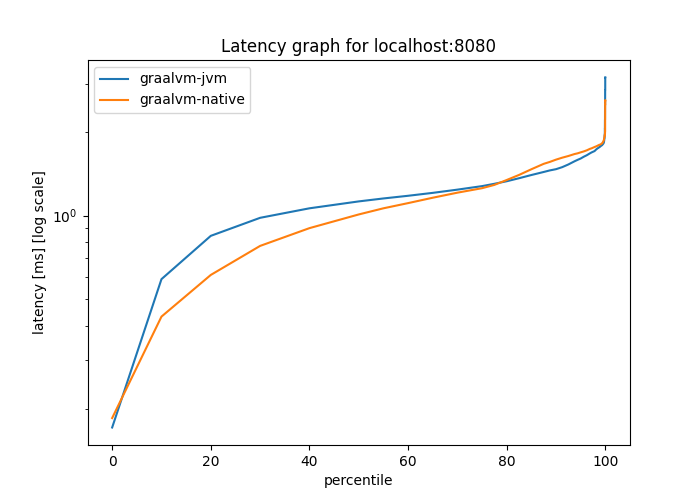 Latency graph for localhost:8080
graalvm-jvm
graalvm-native
latency [ms] [log scale]
10⁰
0 20 40 60 80 100
percentile